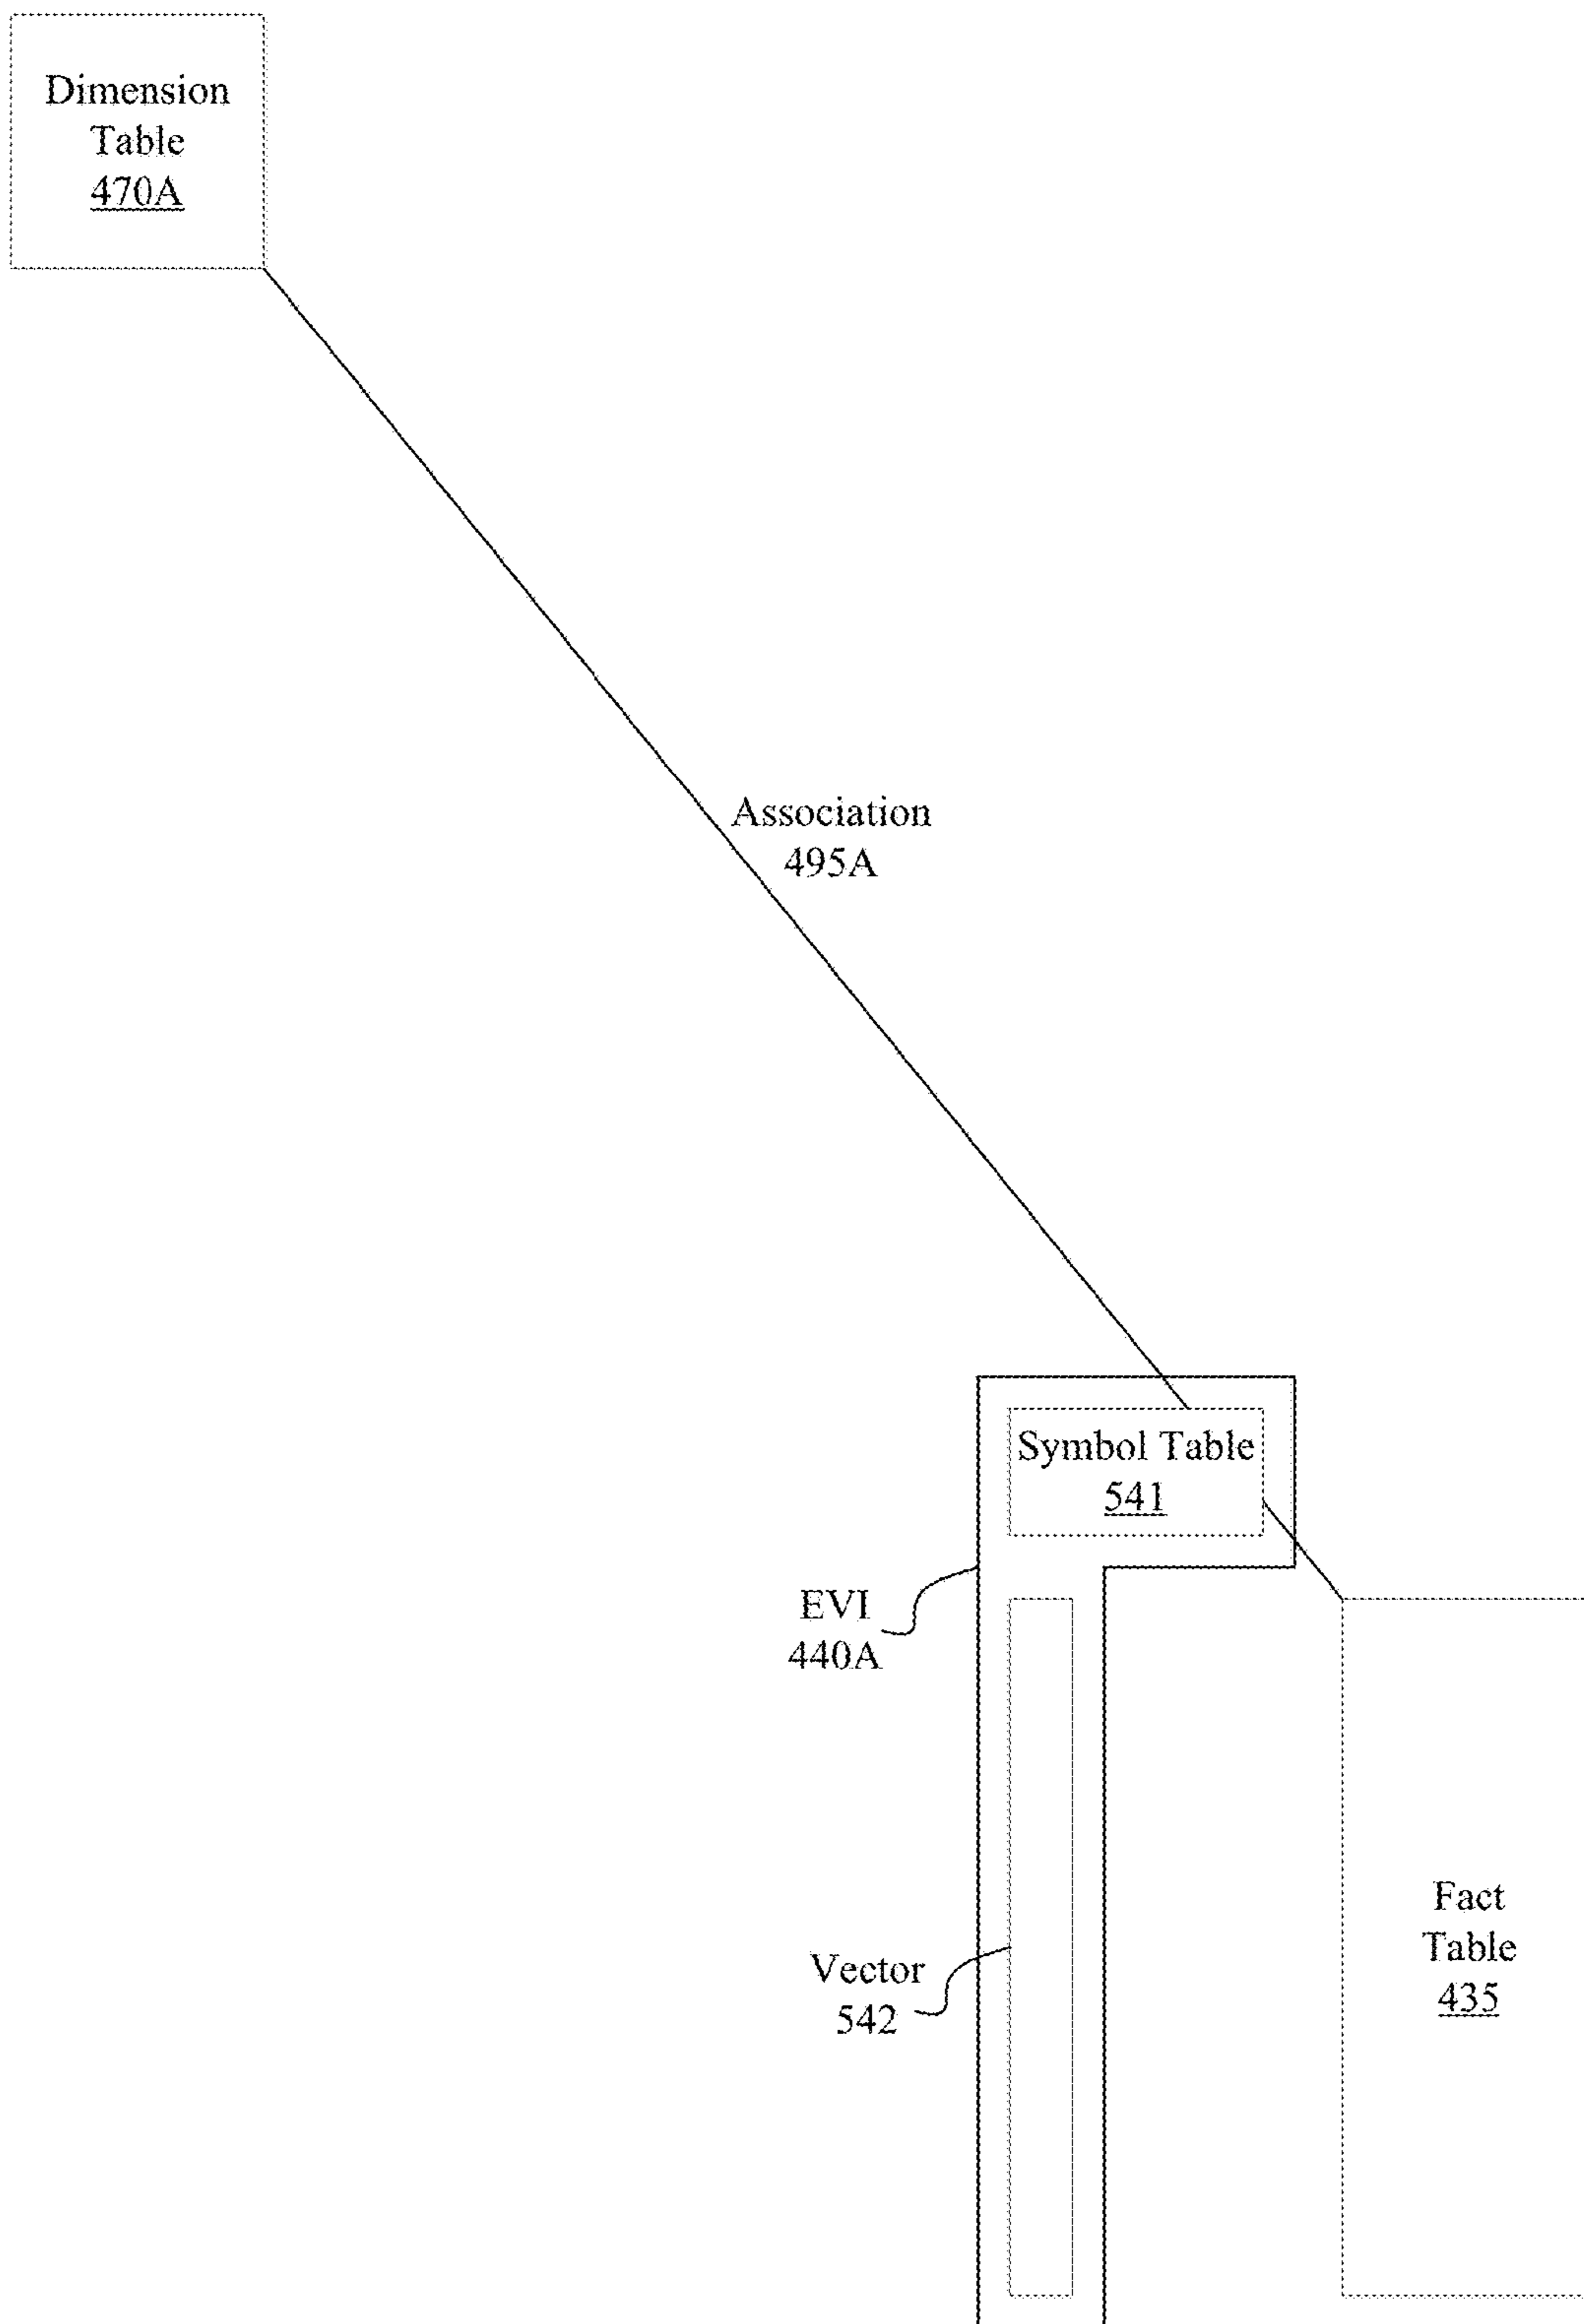 Dimension
Table
470A
Association
495A
Symbol Table
541
EVI
440A
Fact
Table
435
Vector
542